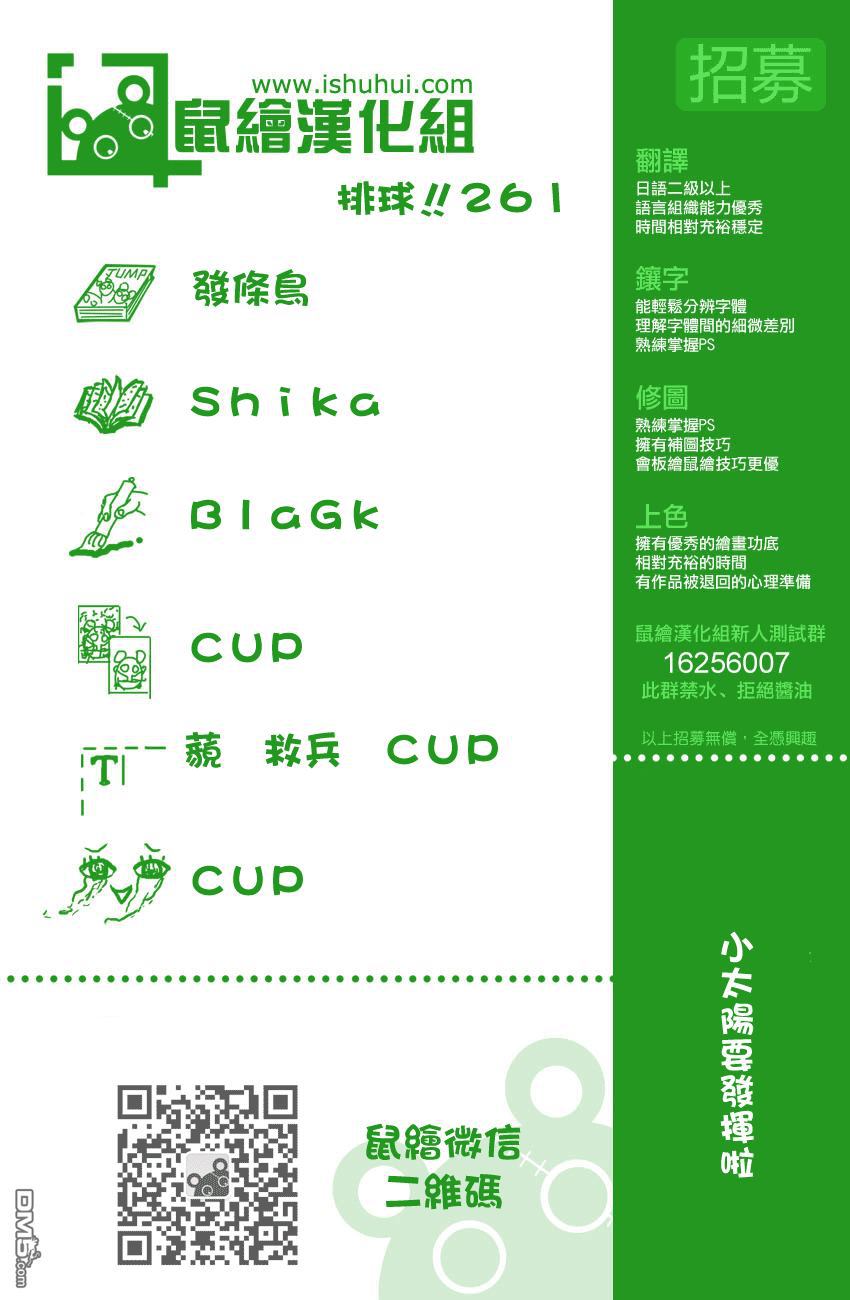 www.ishuhui.com
鼠繪漢化組
排球!!261
JUMP
發條鳥
Shika
BlaGk
CUP
T
蘋 救兵 CUP
CUP
鼠繪微信
二維碼
DM5.com
招募
翻譯
日語二級以上
語言組織能力優秀
時間相對充裕穩定
鑲字
能輕鬆分辨字體
理解字體間的細微差別
熟練掌握PS
修圖
熟練掌握PS
擁有補圖技巧
會板繪鼠繪技巧更優
上色
擁有優秀的繪畫功底
相對充裕的時間
有作品被退回的心理準備
鼠繪漢化組新人測試群
16256007
此群禁水、拒絕醬油
以上招募無償，全憑興趣
小太陽要發揮啦